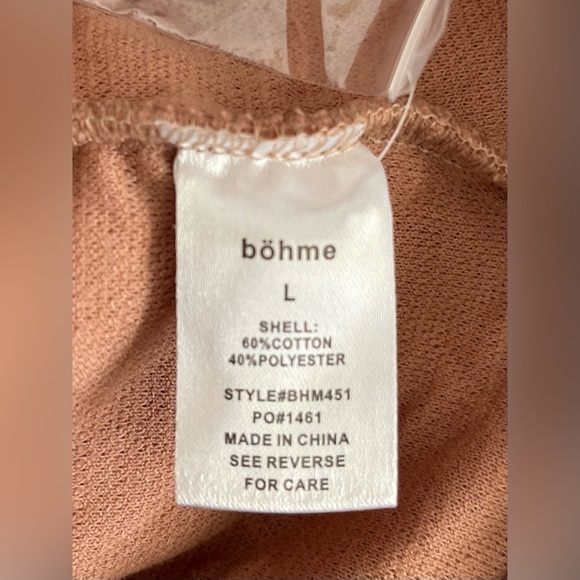 böhme
L
SHELL:
60%COTTON
40%POLYESTER
STYLE#BHM451
PO#1461
MADE IN CHINA
SEE REVERSE
FOR CARE